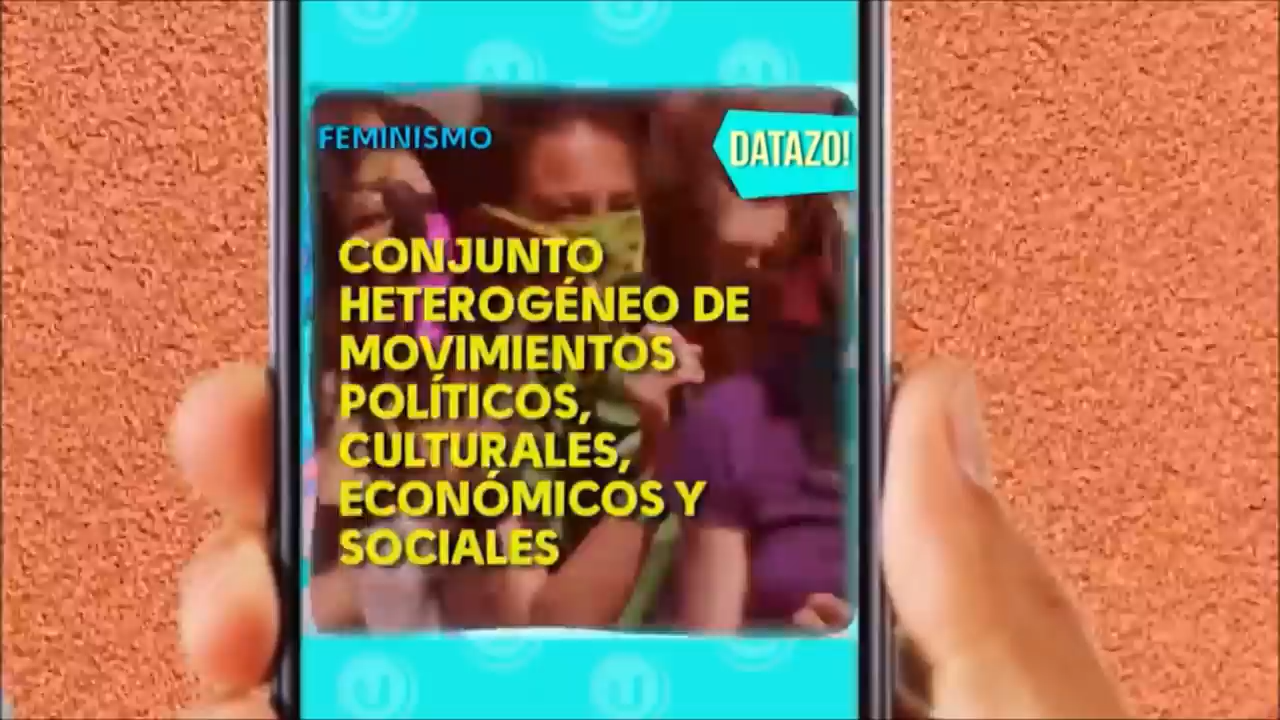 FEMINISMO
DATAZO!
CONJUNTO
HETEROGÉNEO DE
MOVIMIENTOS
POLÍTICOS,
CULTURALES,
ECONÓMICOS Y
SOCIALES